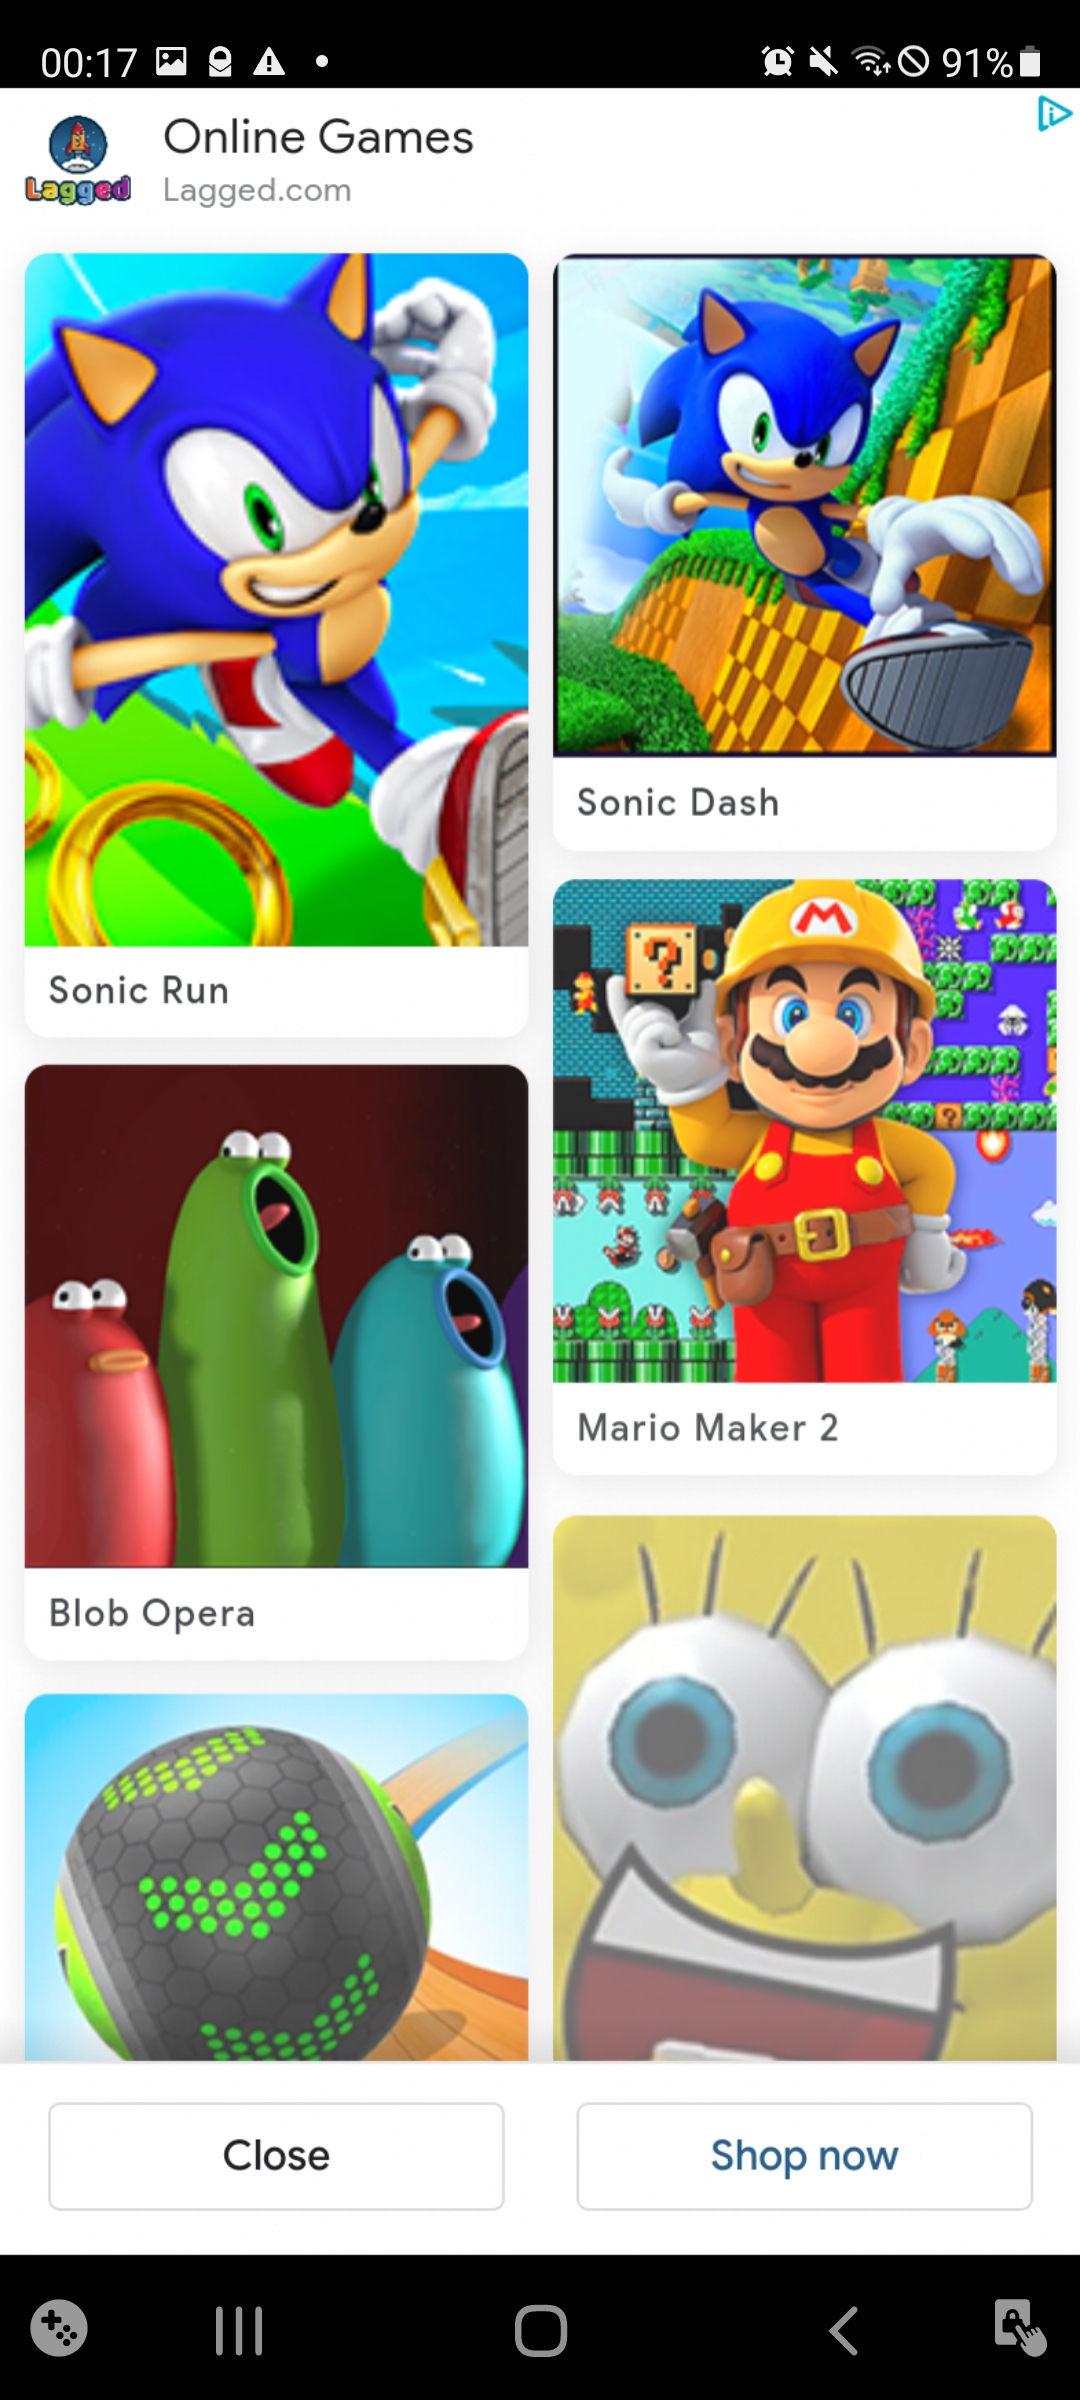 00:17
91%
Online Games
Lagged
Lagged.com
Sonic Run
Sonic Dash
M
?
Mario Maker 2
Blob Opera
Close
Shop now